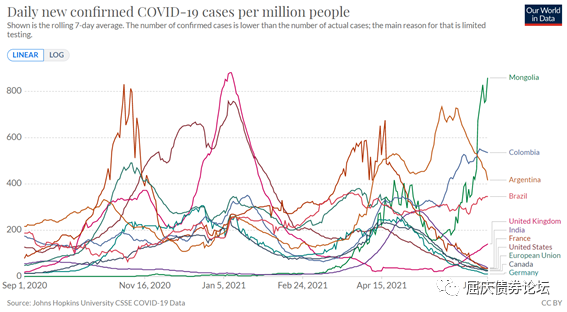 Daily new confirmed COVID-19 cases per million people
Our World
in Data
Shown is the rolling 7-day average. The number of confirmed cases is lower than the number of actual cases; the main reason for that is limited
testing.
LINEAR
LOG
800
600
400
200
0
Mongolia
Colombia
Argentina
Brazil
United Kingdom
India
France
United States
European Union
Canada
Germany
Sep 1, 2020
Nov 16, 2020
Jan 5, 2021
Feb 24, 2021
Apr 15, 2021
Source: Johns Hopkins University CSSE COVID-19 Data
CC BY
屈庆债券论坛